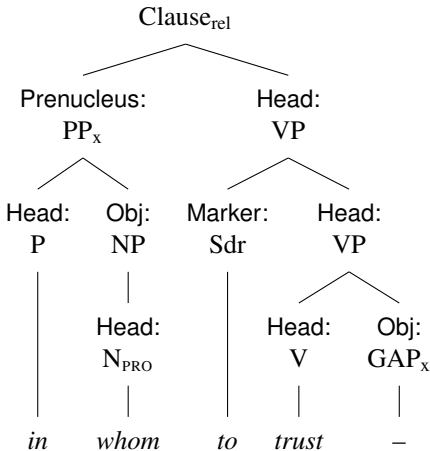 Clause_rel
Prenucleus: Head:
PP_x VP
Head: Obj: Marker: Head:
P NP Sdr VP
Head: Head: Obj:
N_PRO V GAP_x
in whom to trust –